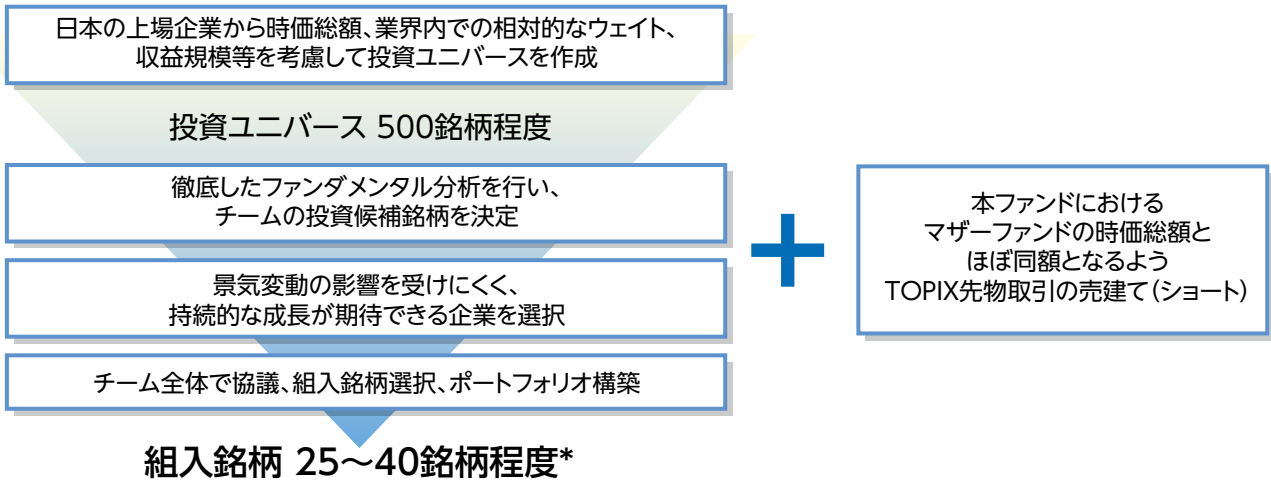 日本の上場企業から時価総額、業界内での相対的なウェイト、
収益規模等を考慮して投資ユニバースを作成
投資ユニバース 500銘柄程度
徹底したファンダメンタル分析を行い、
チームの投資候補銘柄を決定
景気変動の影響を受けにくく、
持続的な成長が期待できる企業を選択
チーム全体で協議、組入銘柄選択、ポートフォリオ構築
組入銘柄 25～40銘柄程度*
+
本ファンドにおける
マザーファンドの時価総額と
ほぼ同額となるよう
TOPIX先物取引の売建て(ショート)